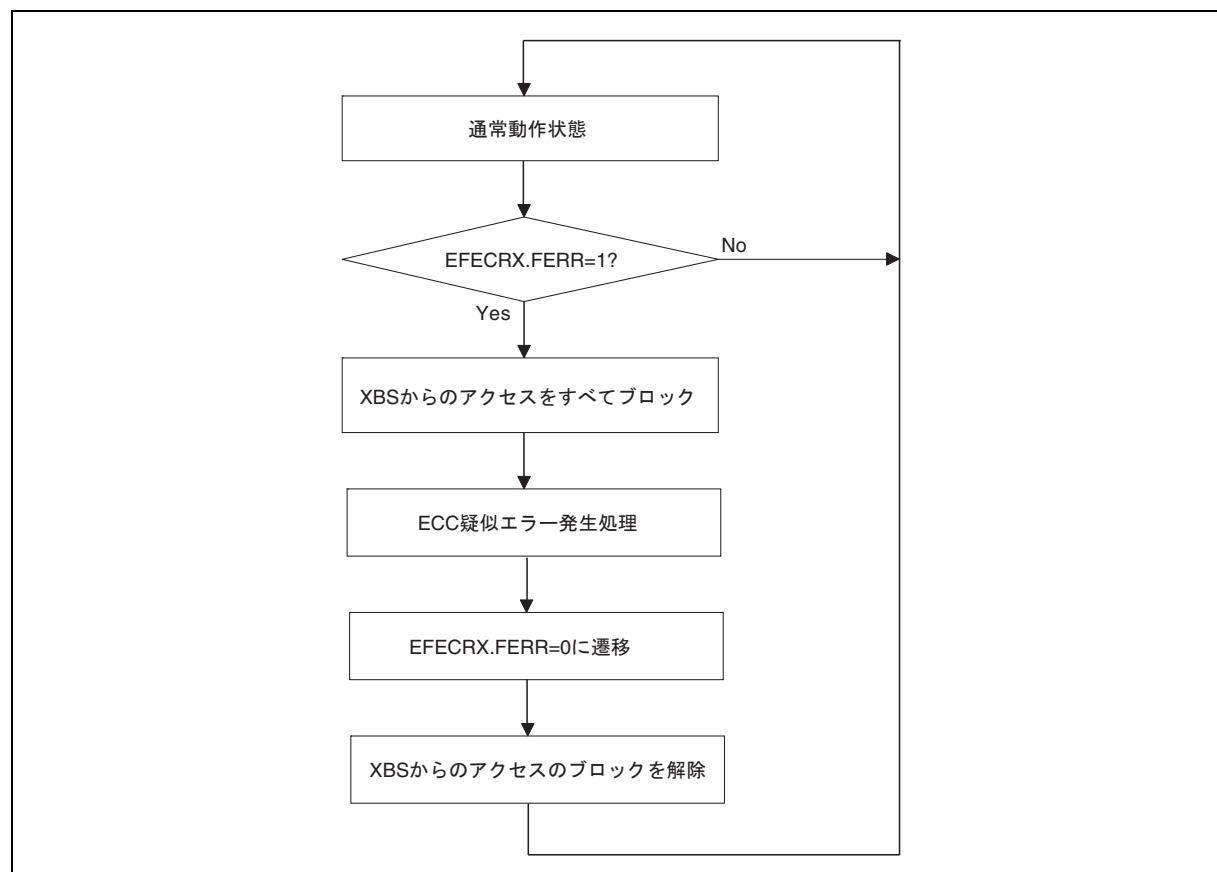 通常動作状態
EFECRX.FERR=1?
No
Yes
XBSからのアクセスをすべてブロック
ECC疑似エラー発生処理
EFECRX.FERR=0に遷移
XBSからのアクセスのブロックを解除